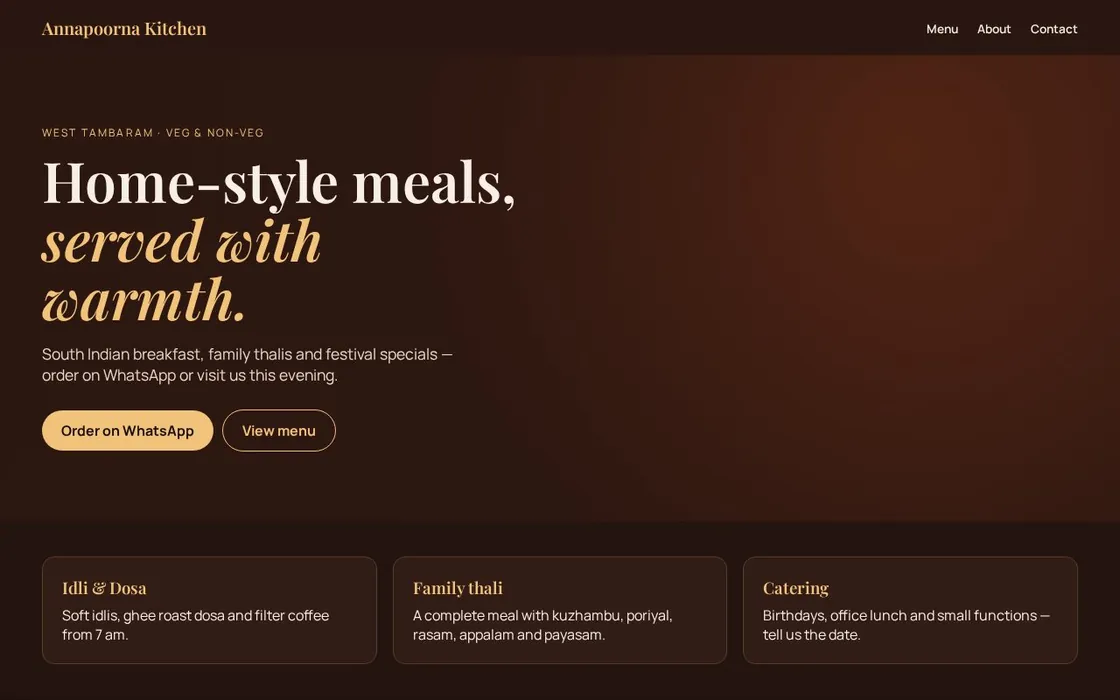 Annapoorna Kitchen
Menu About Contact
WEST TAMBARAM · VEG & NON-VEG
Home-style meals,
served with
warmth.
South Indian breakfast, family thalis and festival specials —
order on WhatsApp or visit us this evening.
Order on WhatsApp View menu
Idli & Dosa
Soft idlis, ghee roast dosa and filter coffee
from 7 am.
Family thali
A complete meal with kuzhambu, poriyal,
rasam, appalam and payasam.
Catering
Birthdays, office lunch and small functions —
tell us the date.